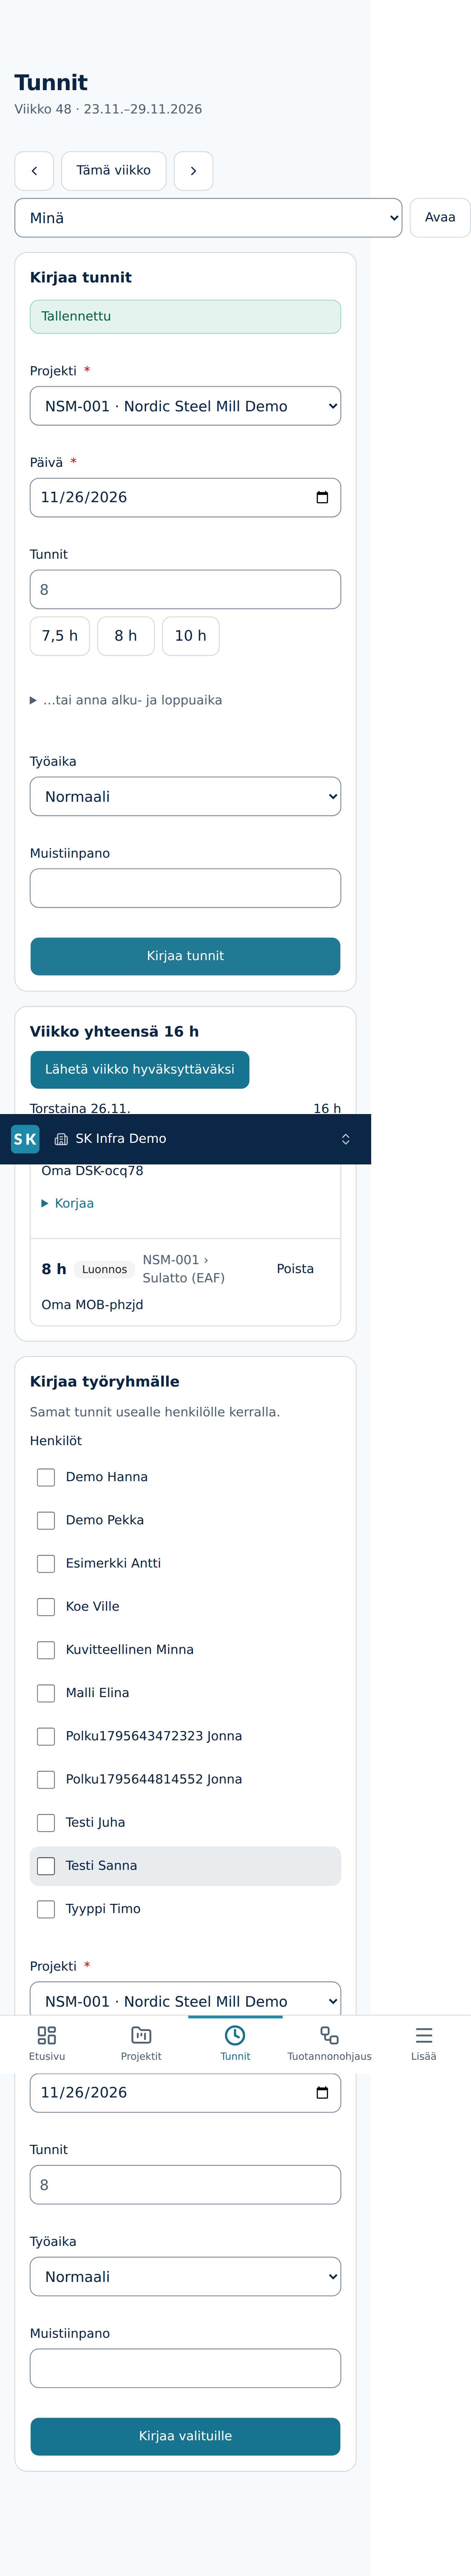 Tunnit
Viikko 48 · 23.11.–29.11.2026
Tämä viikko
Minä
Avaa
Kirjaa tunnit
Tallennettu
Projekti *
NSM-001 · Nordic Steel Mill Demo
Päivä *
11/26/2026
Tunnit
8
7,5 h
8 h
10 h
…tai anna alku- ja loppuaika
Työaika
Normaali
Muistiinpano
Kirjaa tunnit
Viikko yhteensä 16 h
Lähetä viikko hyväksyttäväksi
Torstaina 26.11. 16 h
SK SK Infra Demo
Oma DSK-ocq78
Korjaa
8 h Luonnos NSM-001 › Sulatto (EAF) Poista
Oma MOB-phzjd
Kirjaa työryhmälle
Samat tunnit usealle henkilölle kerralla.
Henkilöt
Demo Hanna
Demo Pekka
Esimerkki Antti
Koe Ville
Kuvitteellinen Minna
Malli Elina
Polku1795643472323 Jonna
Polku1795644814552 Jonna
Testi Juha
Testi Sanna
Tyyppi Timo
Projekti *
NSM-001 · Nordic Steel Mill Demo
Etusivu
Projektit
Tunnit
Tuotannonohjaus
Lisää
11/26/2026
Tunnit
8
Työaika
Normaali
Muistiinpano
Kirjaa valituille